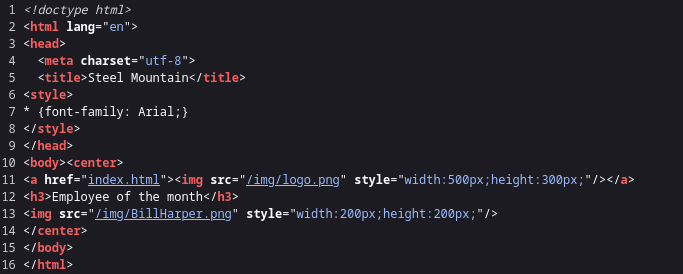 1 <!doctype html>
2 <html lang="en">
3 <head>
4   <meta charset="utf-8">
5   <title>Steel Mountain</title>
6 <style>
7 * {font-family: Arial;}
8 </style>
9 </head>
10 <body><center>
11 <a href="index.html"><img src="/img/logo.png" style="width:500px;height:300px;"/></a>
12 <h3>Employee of the month</h3>
13 <img src="/img/BillHarper.png" style="width:200px;height:200px;"/>
14 </center>
15 </body>
16 </html>